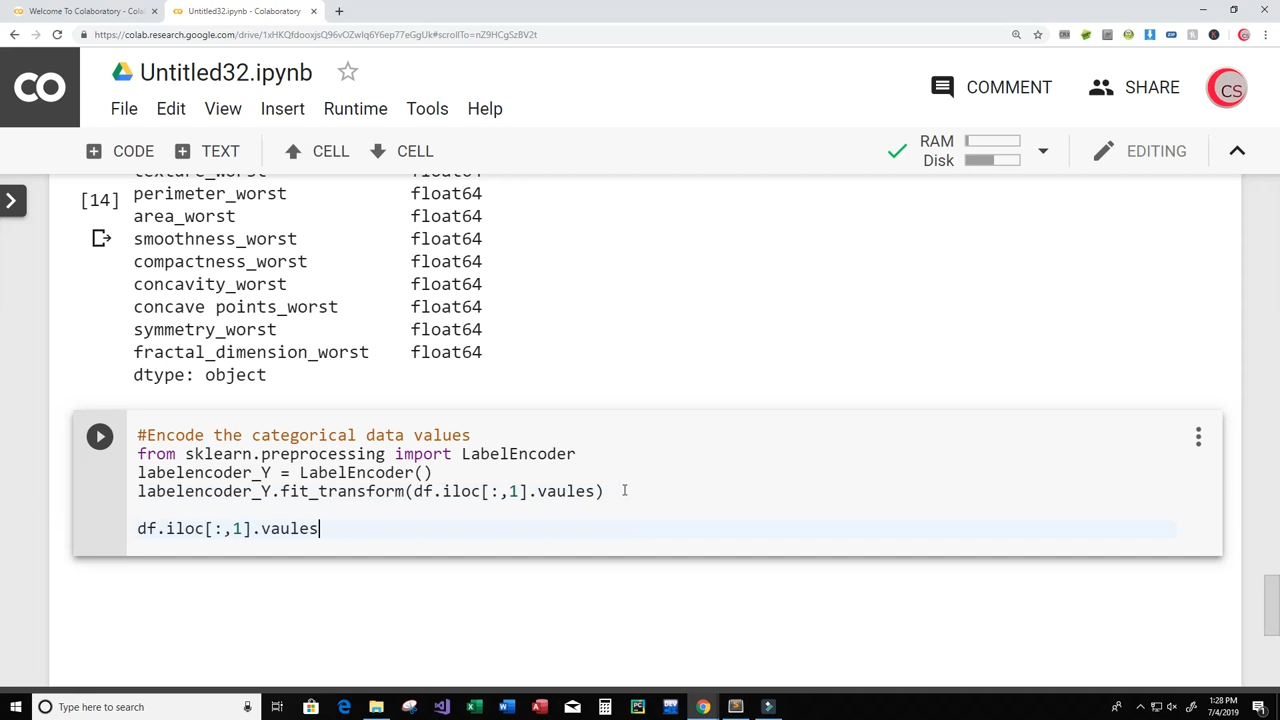 Welcome To Colaboratory - Cola
Untitled32.ipynb - Colaboratory
https://colab.research.google.com/drive/1xHKQfdooxjsQ96vOZwIq6Y6ep77eGgUk#scrollTo=nZ9HCgSzBV2t
CO
Untitled32.ipynb
COMMENT
SHARE
CS
File Edit View Insert Runtime Tools Help
CODE TEXT CELL CELL
RAM
Disk
EDITING
texture_worst float64
[14] perimeter_worst float64
area_worst float64
smoothness_worst float64
compactness_worst float64
concavity_worst float64
concave points_worst float64
symmetry_worst float64
fractal_dimension_worst float64
dtype: object
#Encode the categorical data values
from sklearn.preprocessing import LabelEncoder
labelencoder_Y = LabelEncoder()
labelencoder_Y.fit_transform(df.iloc[:,1].vaules)
df.iloc[:,1].vaules
Type here to search
1:28 PM
7/4/2019